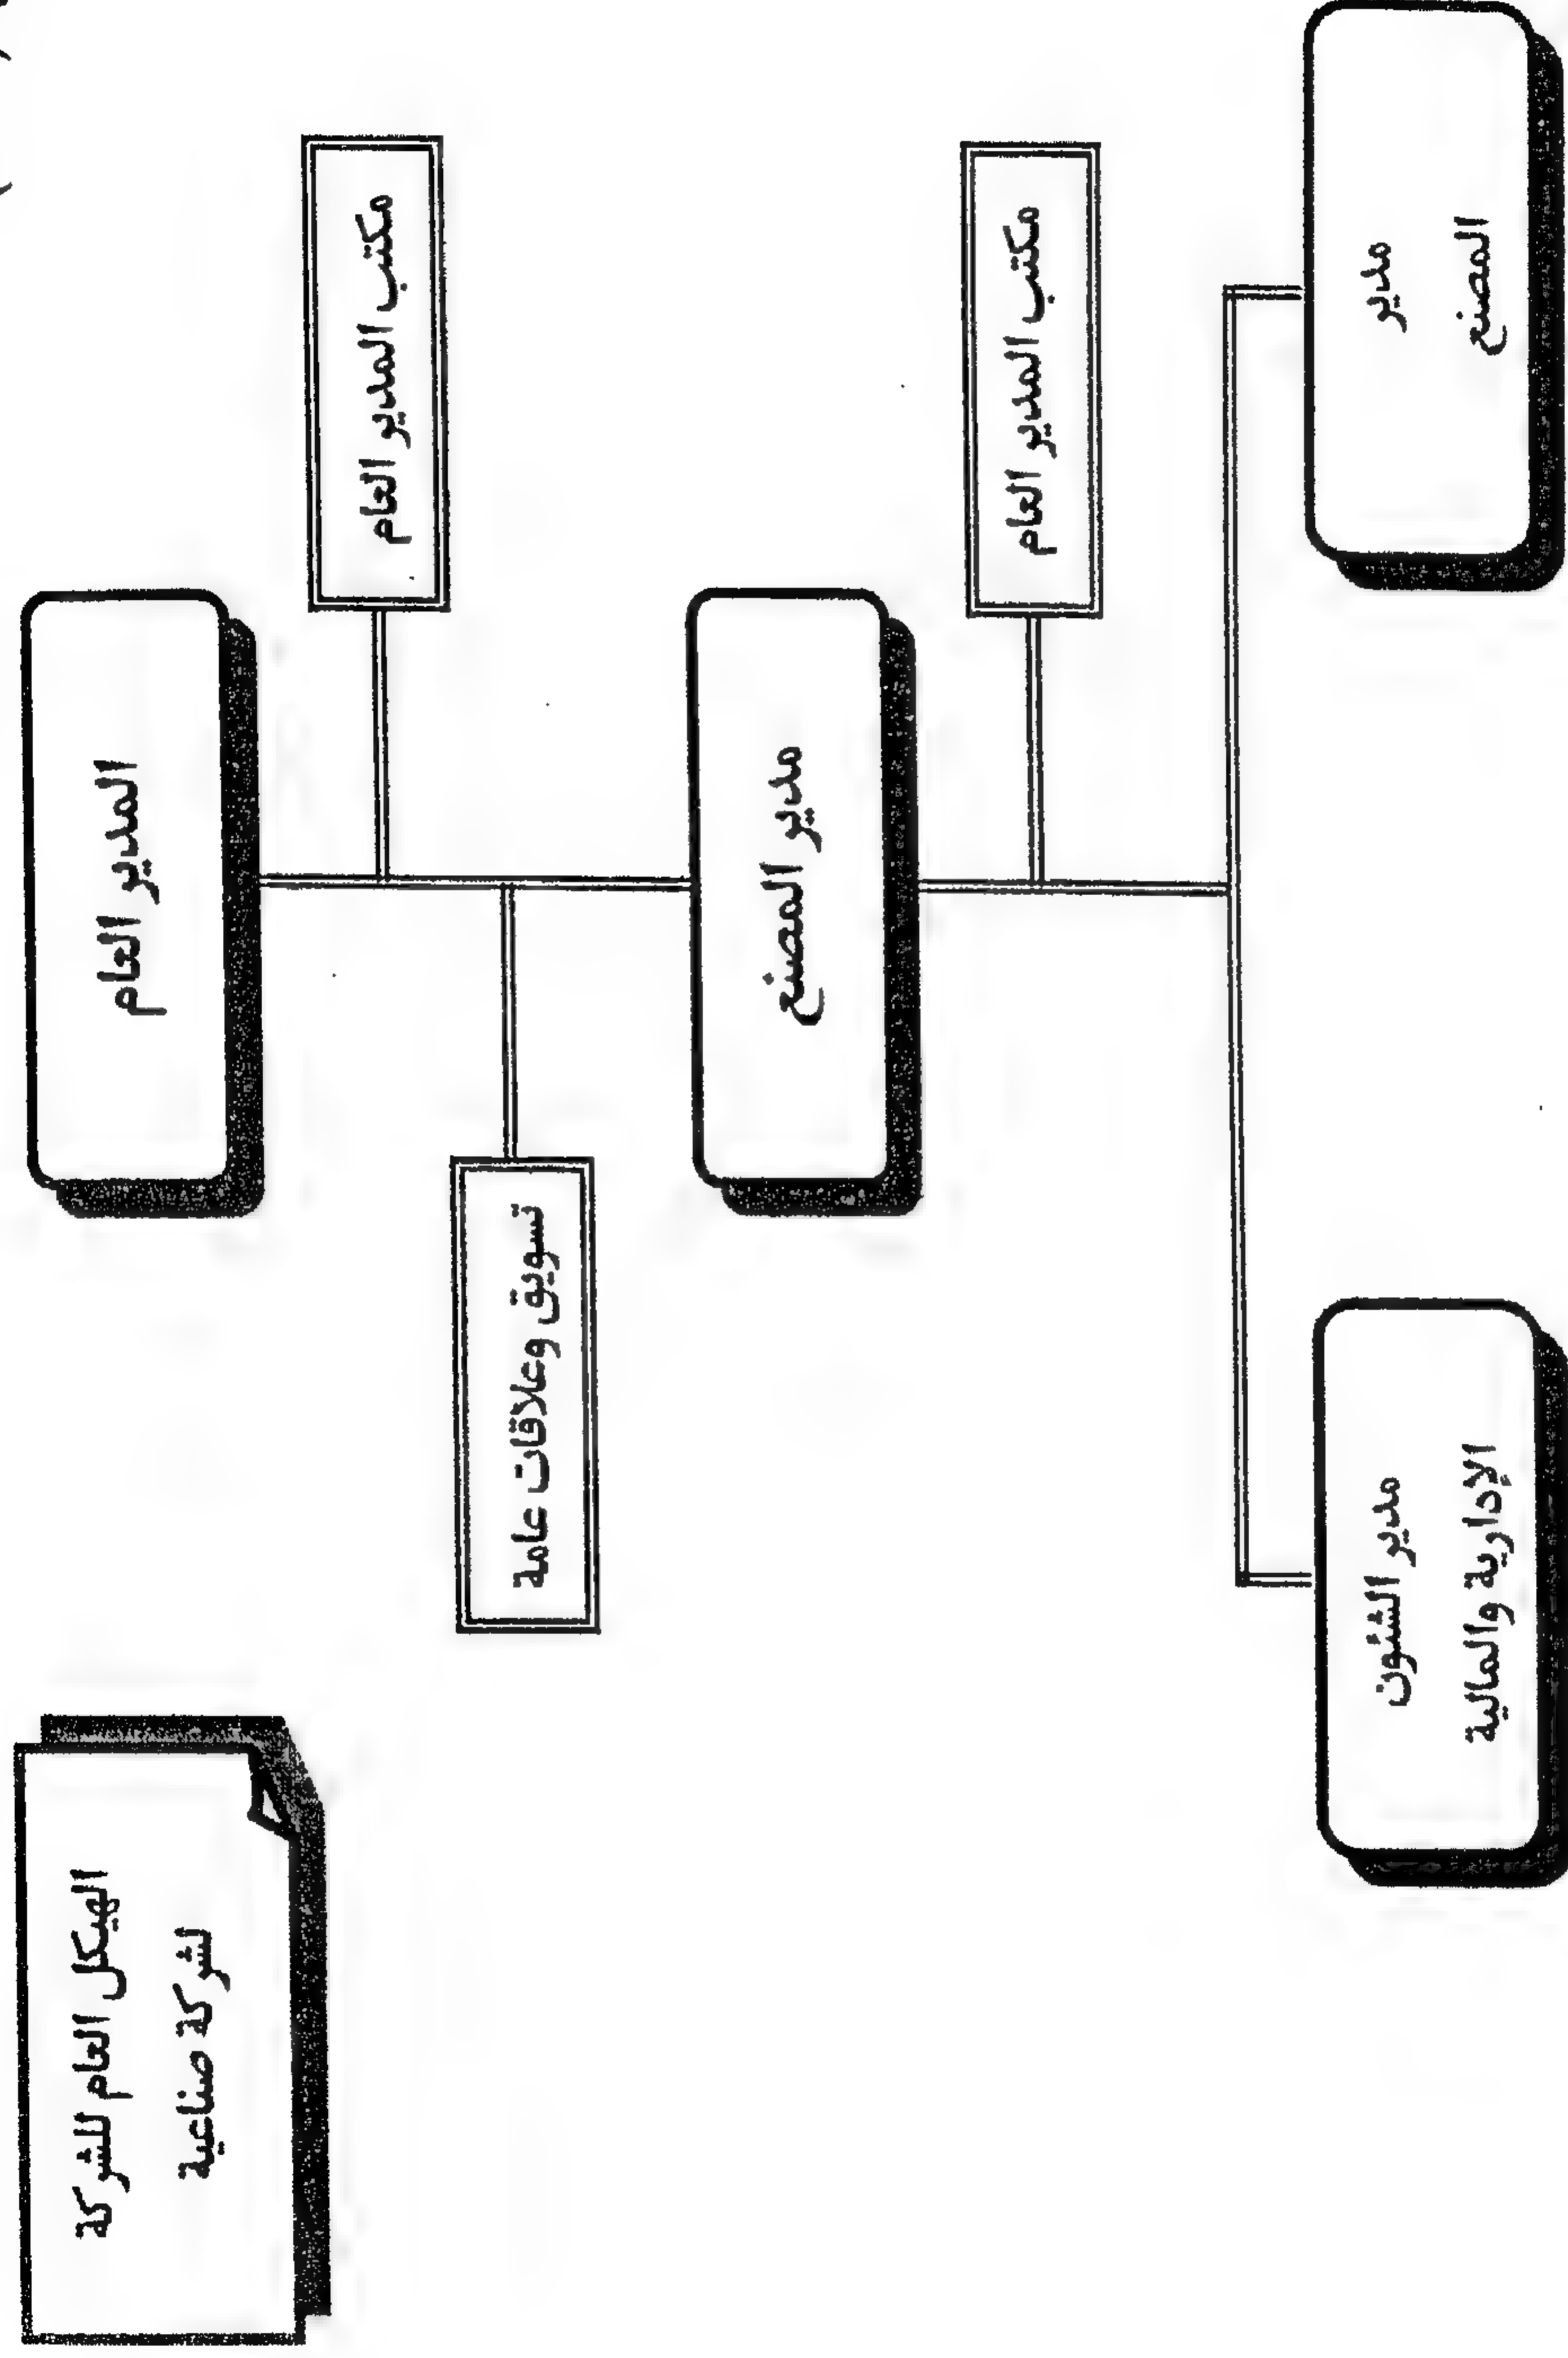 الهيكل العام للشركة
لشركة صناعية
المدير العام
مكتب المدير العام
تسويق وعلاقات عامة
مدير المصنع
مكتب المدير العام
مدير
المصنع
مدير الشئون
الإدارية والمالية